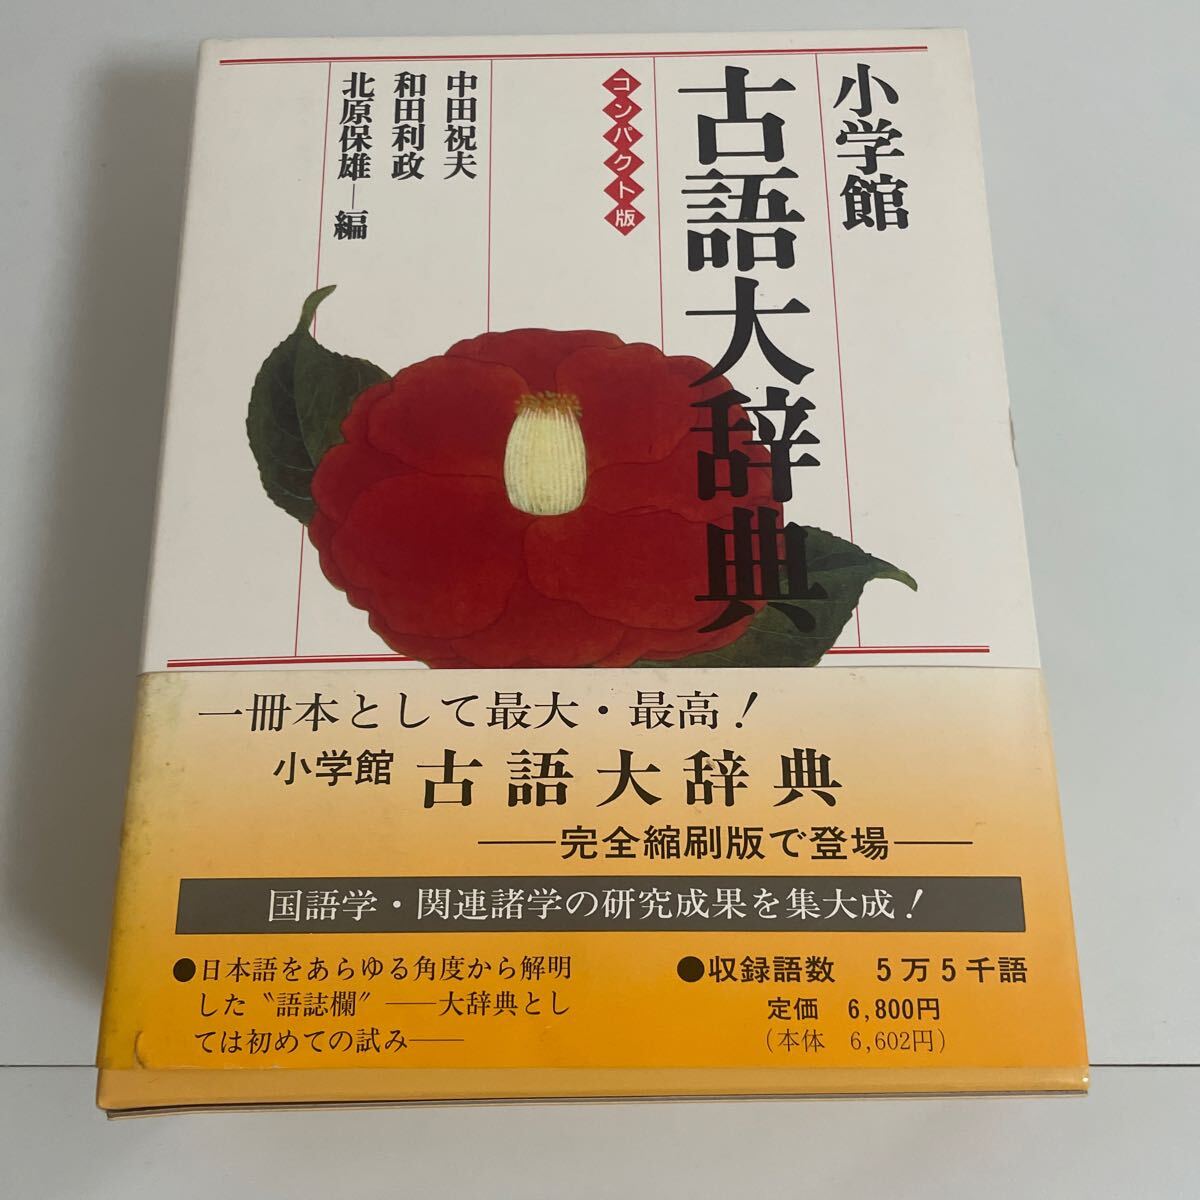 小学館
古語大辞典
コンパクト版
中田祝夫
和田利政
北原保雄―編
一冊本として最大・最高！
小学館 古語大辞典
――完全縮刷版で登場――
国語学・関連諸学の研究成果を集大成！
●日本語をあらゆる角度から解明
した〝語誌欄〟――大辞典とし
ては初めての試み――
●収録語数 5万5千語
定価 6,800円
（本体 6,602円）